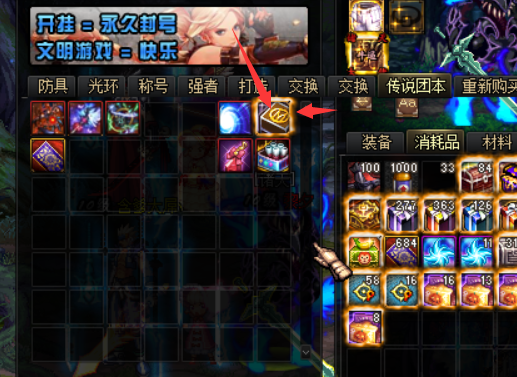 开挂 = 永久封号
文明游戏 = 快乐
防具 光环 称号 强者 打造 交换 交换 传说团本 重新购买
Aa
装备 消耗品 材料
100 1000 33 84
277 363 126
684 11
58 16 16 13
8